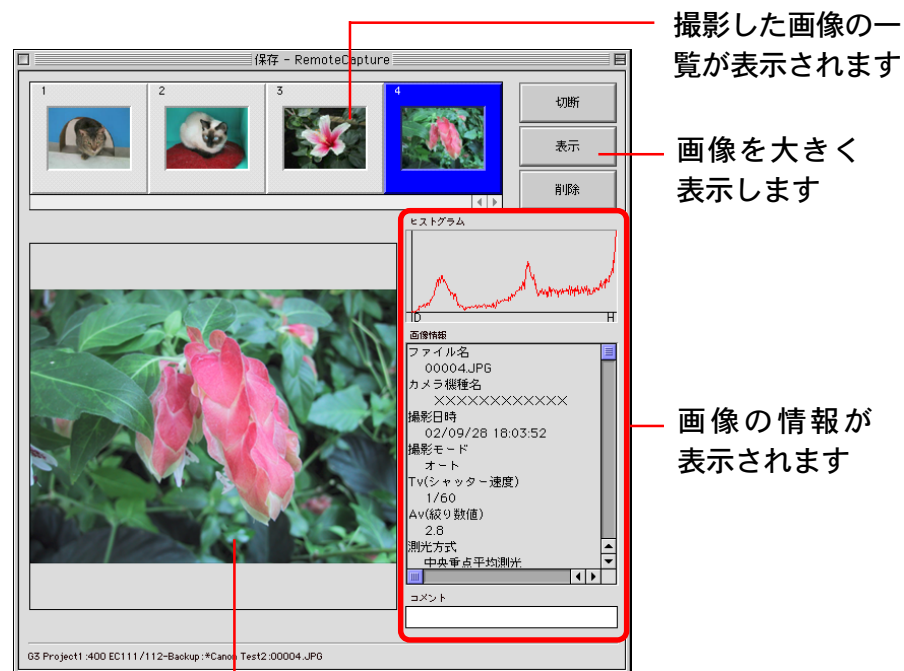 撮影した画像の一
覧が表示されます
保存 - RemoteCapture
1
2
3
4
切断
表示
削除
画像を大きく
表示します
ヒストグラム
D
H
画像情報
ファイル名
00004.JPG
カメラ機種名
××××××××××××
撮影日時
02/09/28 18:03:52
撮影モード
オート
Tv(シャッター速度)
1/60
Av(絞り数値)
2.8
測光方式
中央重点平均測光
画像の情報が
表示されます
コメント
G3 Project1:400 EC111/112-Backup:*Canon Test2:00004.JPG